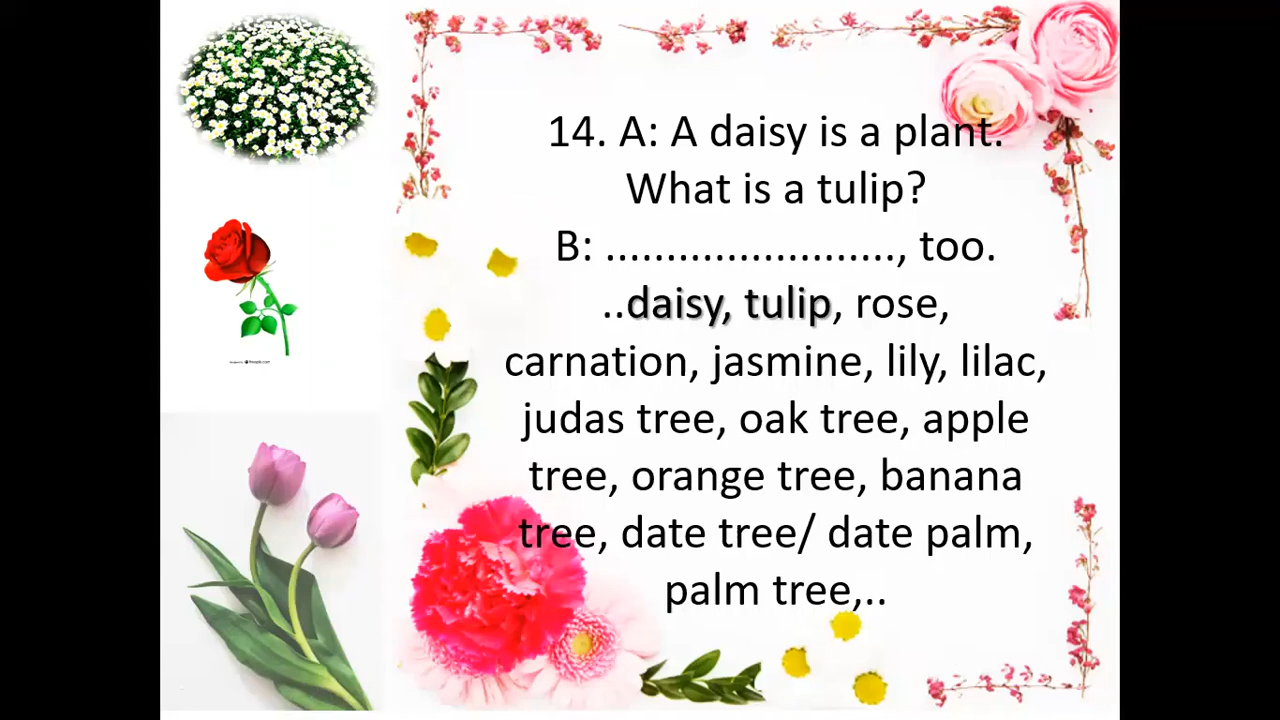 14. A: A daisy is a plant.
What is a tulip?
B: ........................, too.
..daisy, tulip, rose,
carnation, jasmine, lily, lilac,
judas tree, oak tree, apple
tree, orange tree, banana
tree, date tree/ date palm,
palm tree,..